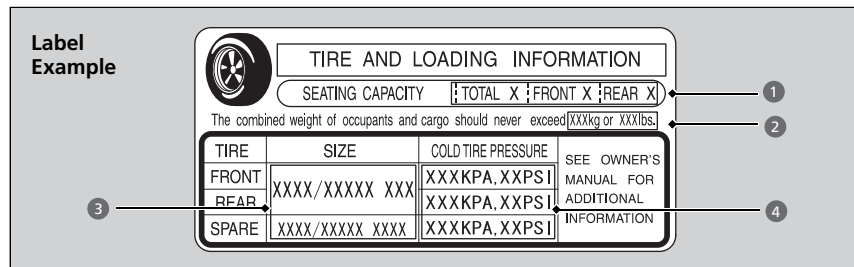 Label
Example
TIRE AND LOADING INFORMATION
SEATING CAPACITY TOTAL X FRONT X REAR X
1
The combined weight of occupants and cargo should never exceed XXXkg or XXXlbs.
2
TIRE SIZE COLD TIRE PRESSURE
SEE OWNER'S
MANUAL FOR
ADDITIONAL
INFORMATION
FRONT XXXX/XXXXX XXX XXXKPA,XXPSI
REAR XXXKPA,XXPSI
3
4
SPARE XXXX/XXXXX XXXX XXXKPA,XXPSI